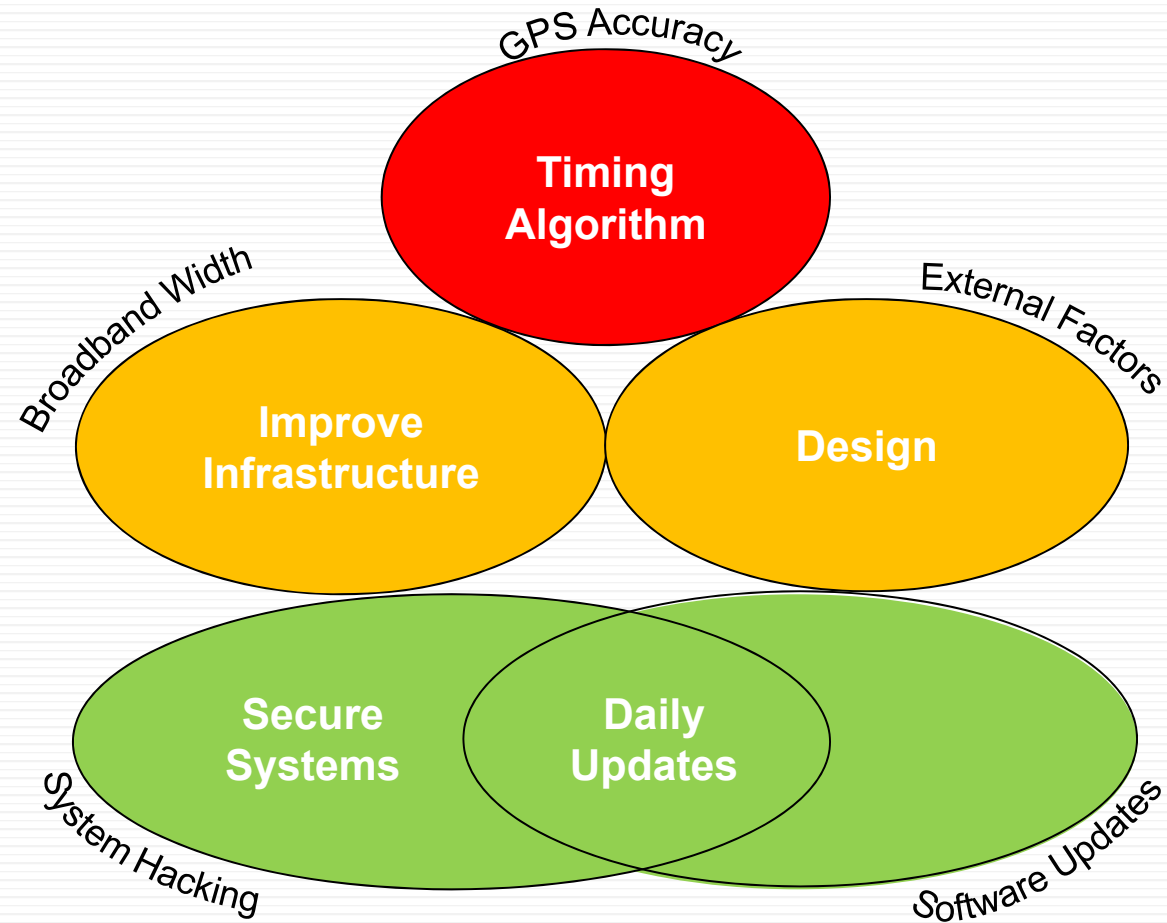 GPS Accuracy
Timing
Algorithm
Broadband Width
External Factors
Improve
Infrastructure
Design
Secure
Systems
Daily
Updates
System Hacking
Software Updates